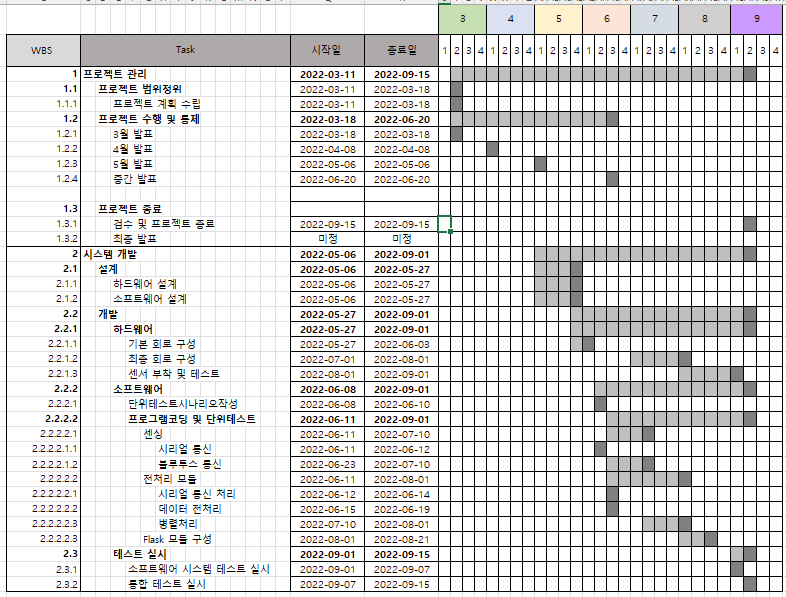 3 4 5 6 7 8 9
WBS Task 시작일 종료일 1 2 3 4 1 2 3 4 1 2 3 4 1 2 3 4 1 2 3 4 1 2 3 4 1 2 3 4
1 프로젝트 관리 2022-03-11 2022-09-15
1.1 프로젝트 범위정위 2022-03-11 2022-03-18
1.1.1 프로젝트 계획 수립 2022-03-11 2022-03-18
1.2 프로젝트 수행 및 통제 2022-03-18 2022-06-20
1.2.1 3월 발표 2022-03-18 2022-03-18
1.2.2 4월 발표 2022-04-08 2022-04-08
1.2.3 5월 발표 2022-05-06 2022-05-06
1.2.4 중간 발표 2022-06-20 2022-06-20
1.3 프로젝트 종료
1.3.1 검수 및 프로젝트 종료 2022-09-15 2022-09-15
1.3.2 최종 발표 미정 미정
2 시스템 개발 2022-05-06 2022-09-01
2.1 설계 2022-05-06 2022-05-27
2.1.1 하드웨어 설계 2022-05-06 2022-05-27
2.1.2 소프트웨어 설계 2022-05-06 2022-05-27
2.2 개발 2022-05-27 2022-09-01
2.2.1 하드웨어 2022-05-27 2022-09-01
2.2.1.1 기본 회로 구성 2022-05-27 2022-06-03
2.2.1.2 최종 회로 구성 2022-07-01 2022-08-01
2.2.1.3 센서 부착 및 테스트 2022-08-01 2022-09-01
2.2.2 소프트웨어 2022-06-08 2022-09-01
2.2.2.1 단위테스트시나리오작성 2022-06-08 2022-06-10
2.2.2.2 프로그램코딩 및 단위테스트 2022-06-11 2022-09-01
2.2.2.2.1 센싱 2022-06-11 2022-07-10
2.2.2.2.1.1 시리얼 통신 2022-06-11 2022-06-12
2.2.2.2.1.2 블루투스 통신 2022-06-23 2022-07-10
2.2.2.2.2 전처리 모듈 2022-06-11 2022-08-01
2.2.2.2.2.1 시리얼 통신 처리 2022-06-12 2022-06-14
2.2.2.2.2.2 데이터 전처리 2022-06-15 2022-06-19
2.2.2.2.2.3 병렬처리 2022-07-10 2022-08-01
2.2.2.2.3 Flask 모듈 구성 2022-08-01 2022-08-21
2.3 테스트 실시 2022-09-01 2022-09-15
2.3.1 소프트웨어 시스템 테스트 실시 2022-09-01 2022-09-07
2.3.2 통합 테스트 실시 2022-09-07 2022-09-15